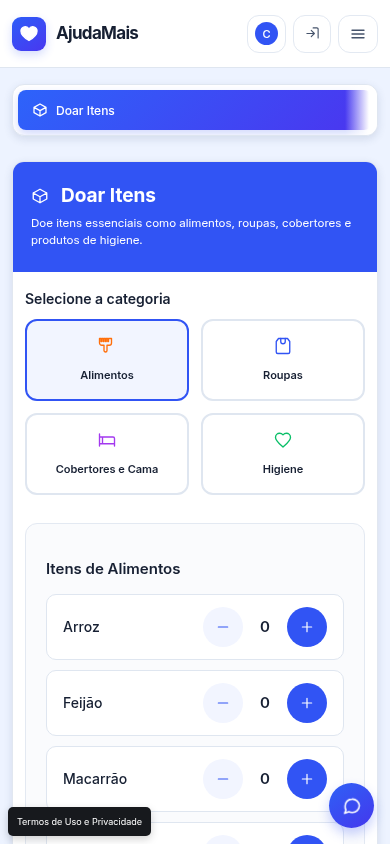 AjudaMais
C
Doar Itens
Doar Itens
Doe itens essenciais como alimentos, roupas, cobertores e
produtos de higiene.
Selecione a categoria
Alimentos
Roupas
Cobertores e Cama
Higiene
Itens de Alimentos
Arroz
0
Feijão
0
Macarrão
0
Termos de Uso e Privacidade